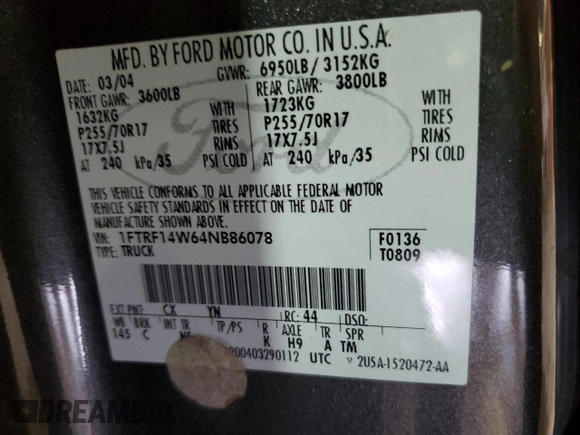 MFD. BY FORD MOTOR CO. IN U.S.A.
DATE: 03/04 GVWR: 6950LB/ 3152KG
FRONT GAWR: 3600LB REAR GAWR: 3800LB
1632KG WITH 1723KG WITH
P255/70R17 TIRES P255/70R17 TIRES
17X7.5J RIMS 17X7.5J RIMS
AT 240 kPa/35 PSI COLD AT 240 kPa/35 PSI COLD
Ford
THIS VEHICLE CONFORMS TO ALL APPLICABLE FEDERAL MOTOR
VEHICLE SAFETY STANDARDS IN EFFECT ON THE DATE OF
MANUFACTURE SHOWN ABOVE.
VIN: 1FTRF14W64NB86078 F0136
TYPE: TRUCK T0809
EXT PNT: CX YN RC: 44 DSO:
WB BRK INT TR TP/PS R AXLE TR SPR
145 C K H9 A TM
200403290112 UTC 2U5A-1520472-AA
DREAMBID